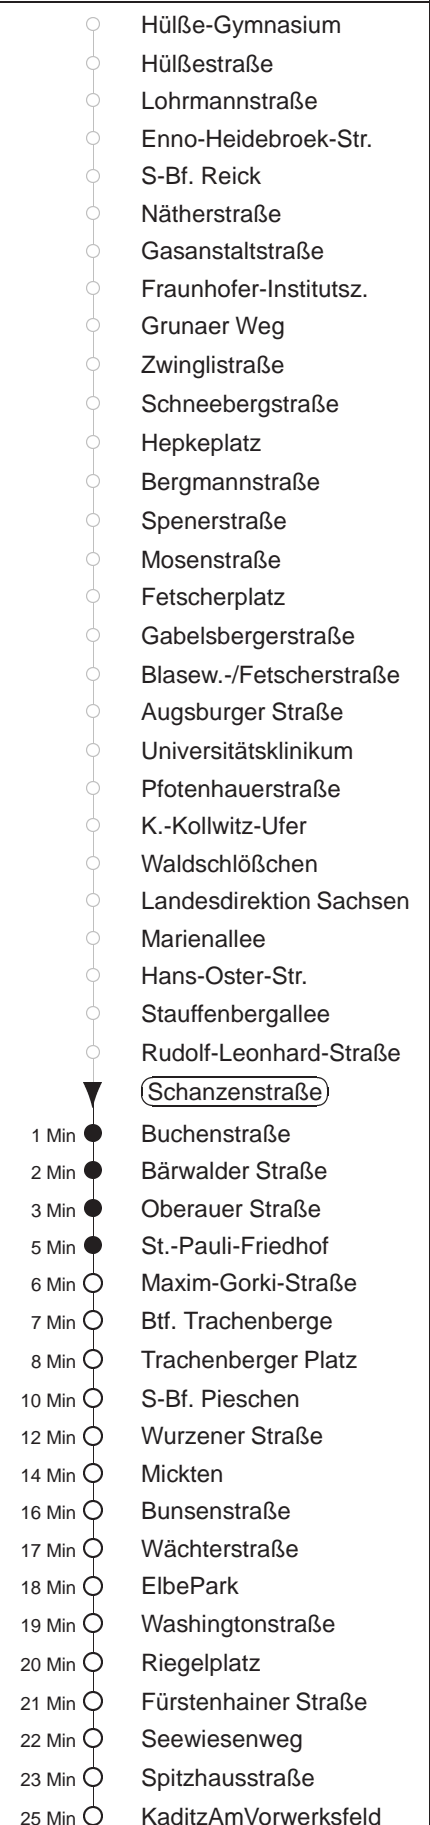 Hülße-Gymnasium
Hülßestraße
Lohrmannstraße
Enno-Heidebroek-Str.
S-Bf. Reick
Nätherstraße
Gasanstaltstraße
Fraunhofer-Institutsz.
Grunaer Weg
Zwinglistraße
Schneebergstraße
Hepkeplatz
Bergmannstraße
Spenerstraße
Mosenstraße
Fetscherplatz
Gabelsbergerstraße
Blasew.-/Fetscherstraße
Augsburger Straße
Universitätsklinikum
Pfotenhauerstraße
K.-Kollwitz-Ufer
Waldschlößchen
Landesdirektion Sachsen
Marienallee
Hans-Oster-Str.
Stauffenbergallee
Rudolf-Leonhard-Straße
Schanzenstraße
1 Min Buchenstraße
2 Min Bärwalder Straße
3 Min Oberauer Straße
5 Min St.-Pauli-Friedhof
6 Min Maxim-Gorki-Straße
7 Min Btf. Trachenberge
8 Min Trachenberger Platz
10 Min S-Bf. Pieschen
12 Min Wurzener Straße
14 Min Mickten
16 Min Bunsenstraße
17 Min Wächterstraße
18 Min ElbePark
19 Min Washingtonstraße
20 Min Riegelplatz
21 Min Fürstenhainer Straße
22 Min Seewiesenweg
23 Min Spitzhausstraße
25 Min KaditzAmVorwerksfeld